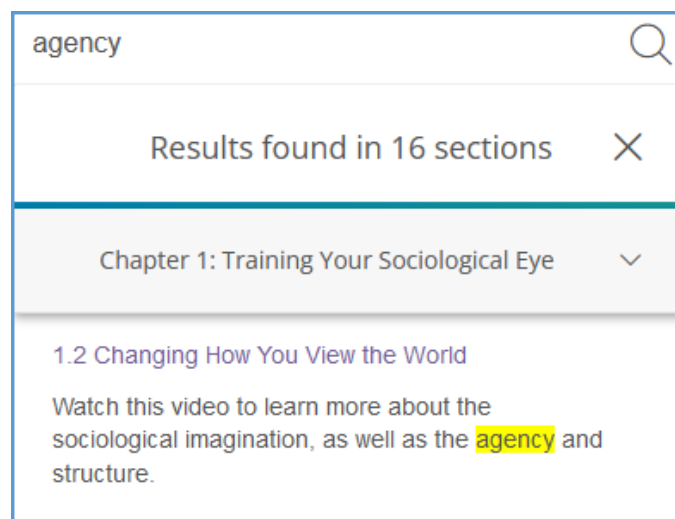 agency
Results found in 16 sections
Chapter 1: Training Your Sociological Eye
1.2 Changing How You View the World
Watch this video to learn more about the
sociological imagination, as well as the agency and
structure.